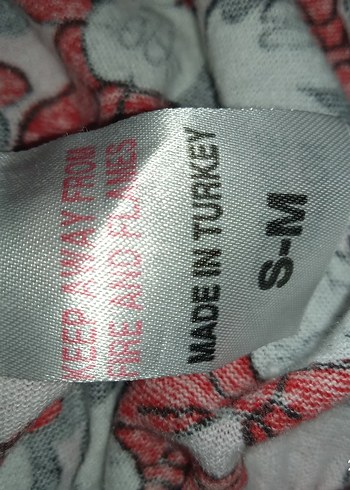 KEEP AWAY FROM
FIRE AND FLAMES
MADE IN TURKEY
S-M